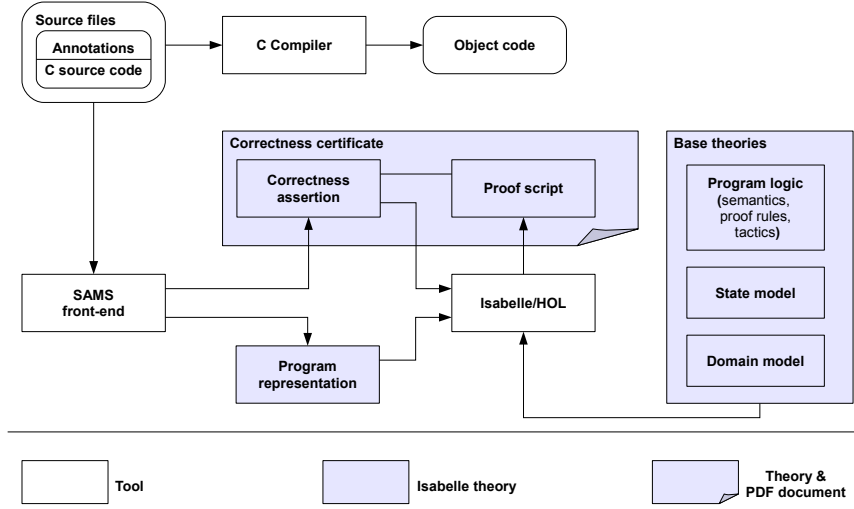 Source files
Annotations
C source code
C Compiler
Object code
Correctness certificate
Correctness
assertion
Proof script
Base theories
Program logic
(semantics,
proof rules,
tactics)
State model
Domain model
SAMS
front-end
Isabelle/HOL
Program
representation
Tool
Isabelle theory
Theory &
PDF document